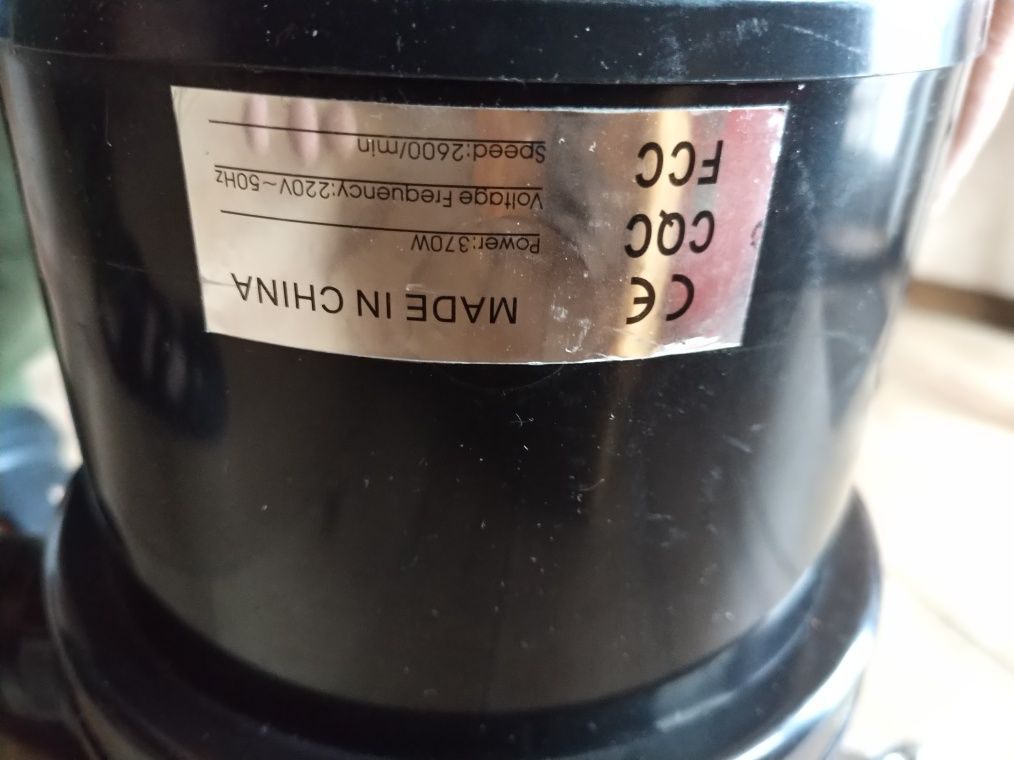 MADE IN CHINA
Power:370W
Voltage Frequency:220V~50Hz
Speed:2600/min
CE
CQC
FCC